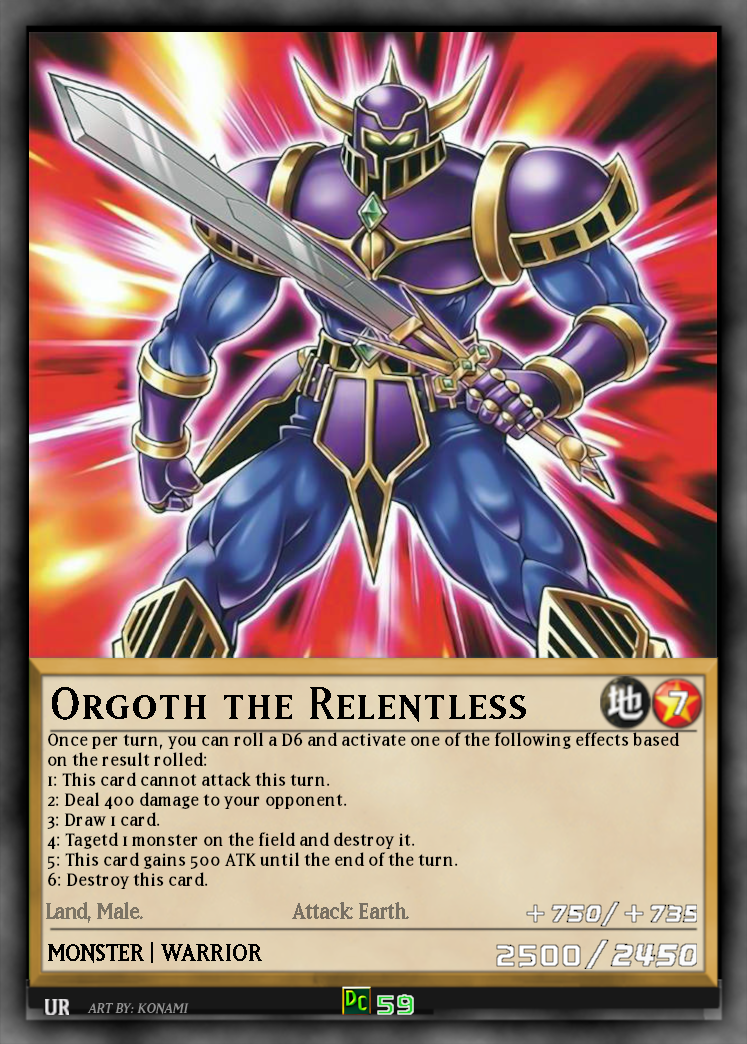 Orgoth the Relentless 地 7
Once per turn, you can roll a D6 and activate one of the following effects based
on the result rolled:
1: This card cannot attack this turn.
2: Deal 400 damage to your opponent.
3: Draw 1 card.
4: Tagetd 1 monster on the field and destroy it.
5: This card gains 500 ATK until the end of the turn.
6: Destroy this card.
Land, Male. Attack: Earth. +750/+735
MONSTER | WARRIOR 2500/2450
UR ART BY: KONAMI DC 59